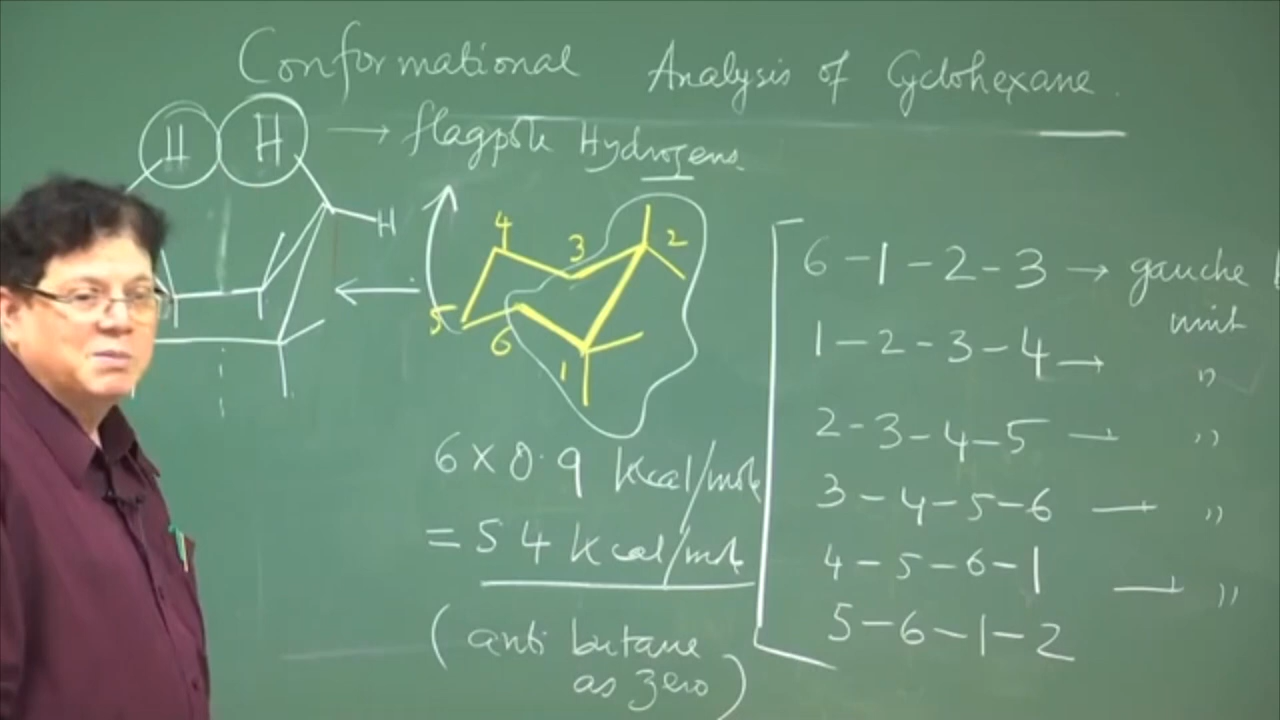 Conformational Analysis of Cyclohexane.
H H → flagpole Hydrogens.
H
4 3 2
5 6 1
6 × 0.9 Kcal/mole
= 5 4 Kcal/mole
(anti butane
as zero)
6-1-2-3 → gauche
unit
1-2-3-4 → "
2-3-4-5 — "
3-4-5-6 — "
4-5-6-1 — "
5-6-1-2